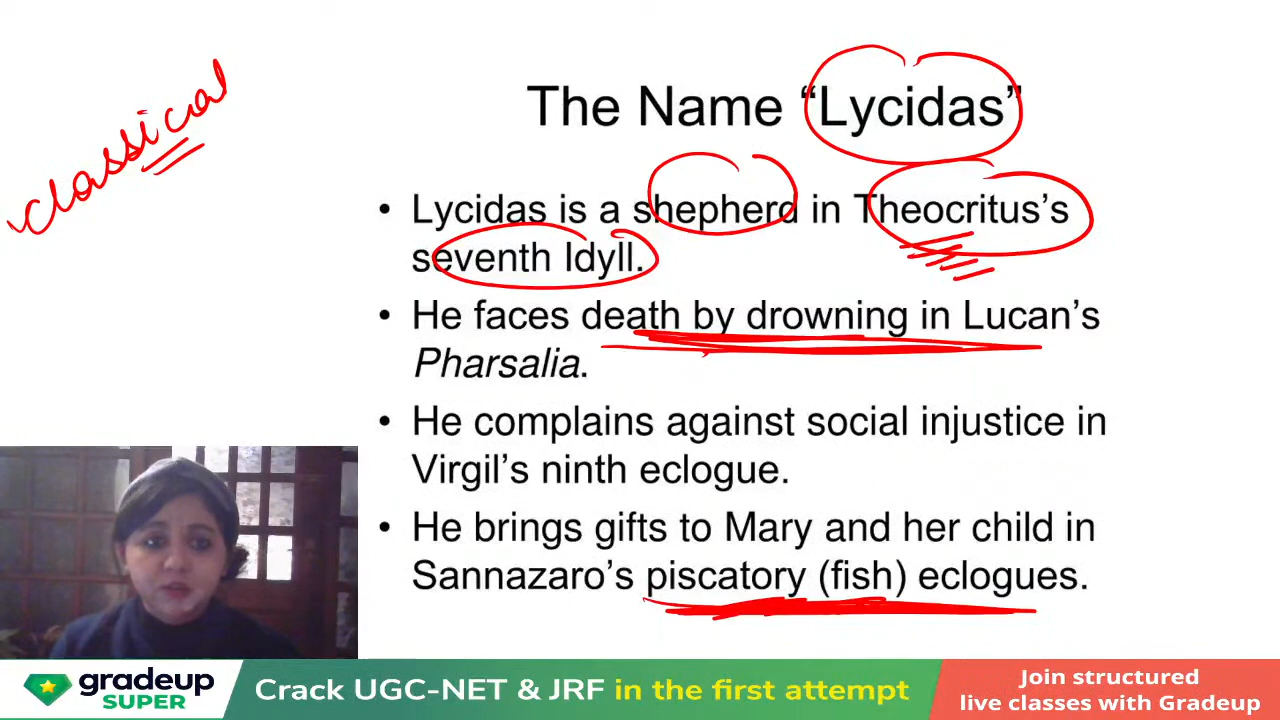 classical
The Name “Lycidas”
• Lycidas is a shepherd in Theocritus’s
seventh Idyll.
• He faces death by drowning in Lucan’s
Pharsalia.
• He complains against social injustice in
Virgil’s ninth eclogue.
• He brings gifts to Mary and her child in
Sannazaro’s piscatory (fish) eclogues.
gradeup
SUPER
Crack UGC-NET & JRF in the first attempt
Join structured
live classes with Gradeup